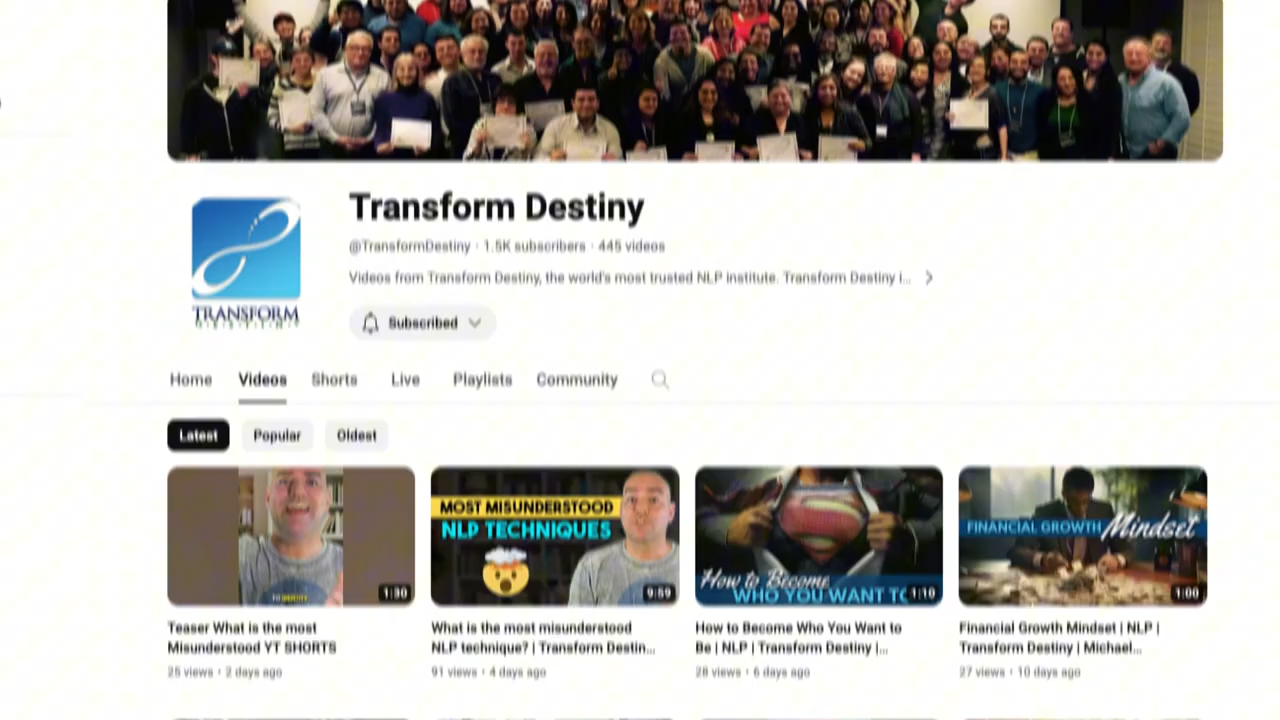 Transform Destiny
@TransformDestiny · 1.5K subscribers · 445 videos
Videos from Transform Destiny, the world's most trusted NLP institute. Transform Destiny i...
TRANSFORM
Subscribed
Home Videos Shorts Live Playlists Community
Latest Popular Oldest
1:30
MOST MISUNDERSTOOD
NLP TECHNIQUES
9:59
How to Become
WHO YOU WANT TO
1:10
FINANCIAL GROWTH Mindset
1:00
Teaser What is the most
Misunderstood YT SHORTS
25 views · 2 days ago
What is the most misunderstood
NLP technique? | Transform Destin...
91 views · 4 days ago
How to Become Who You Want to
Be | NLP | Transform Destiny |...
28 views · 6 days ago
Financial Growth Mindset | NLP |
Transform Destiny | Michael...
27 views · 10 days ago